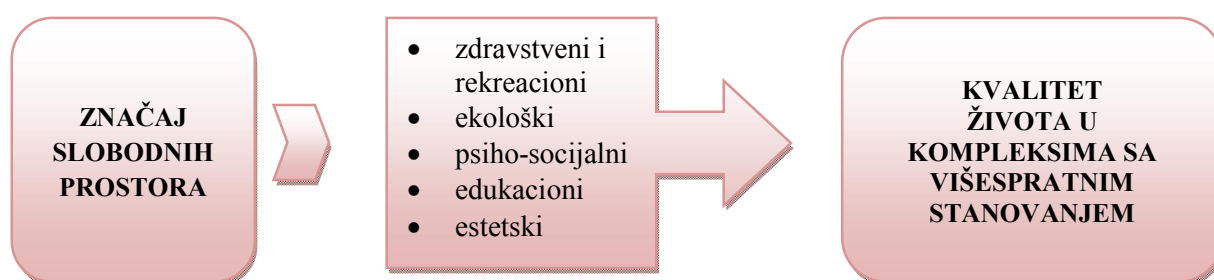 ZNAČAJ
SLOBODNIH
PROSTORA
• zdravstveni i
rekreacioni
• ekološki
• psiho-socijalni
• edukacioni
• estetski
KVALITET
ŽIVOTA U
KOMPLEKSIMA SA
VIŠESPRATNIM
STANOVANJEM